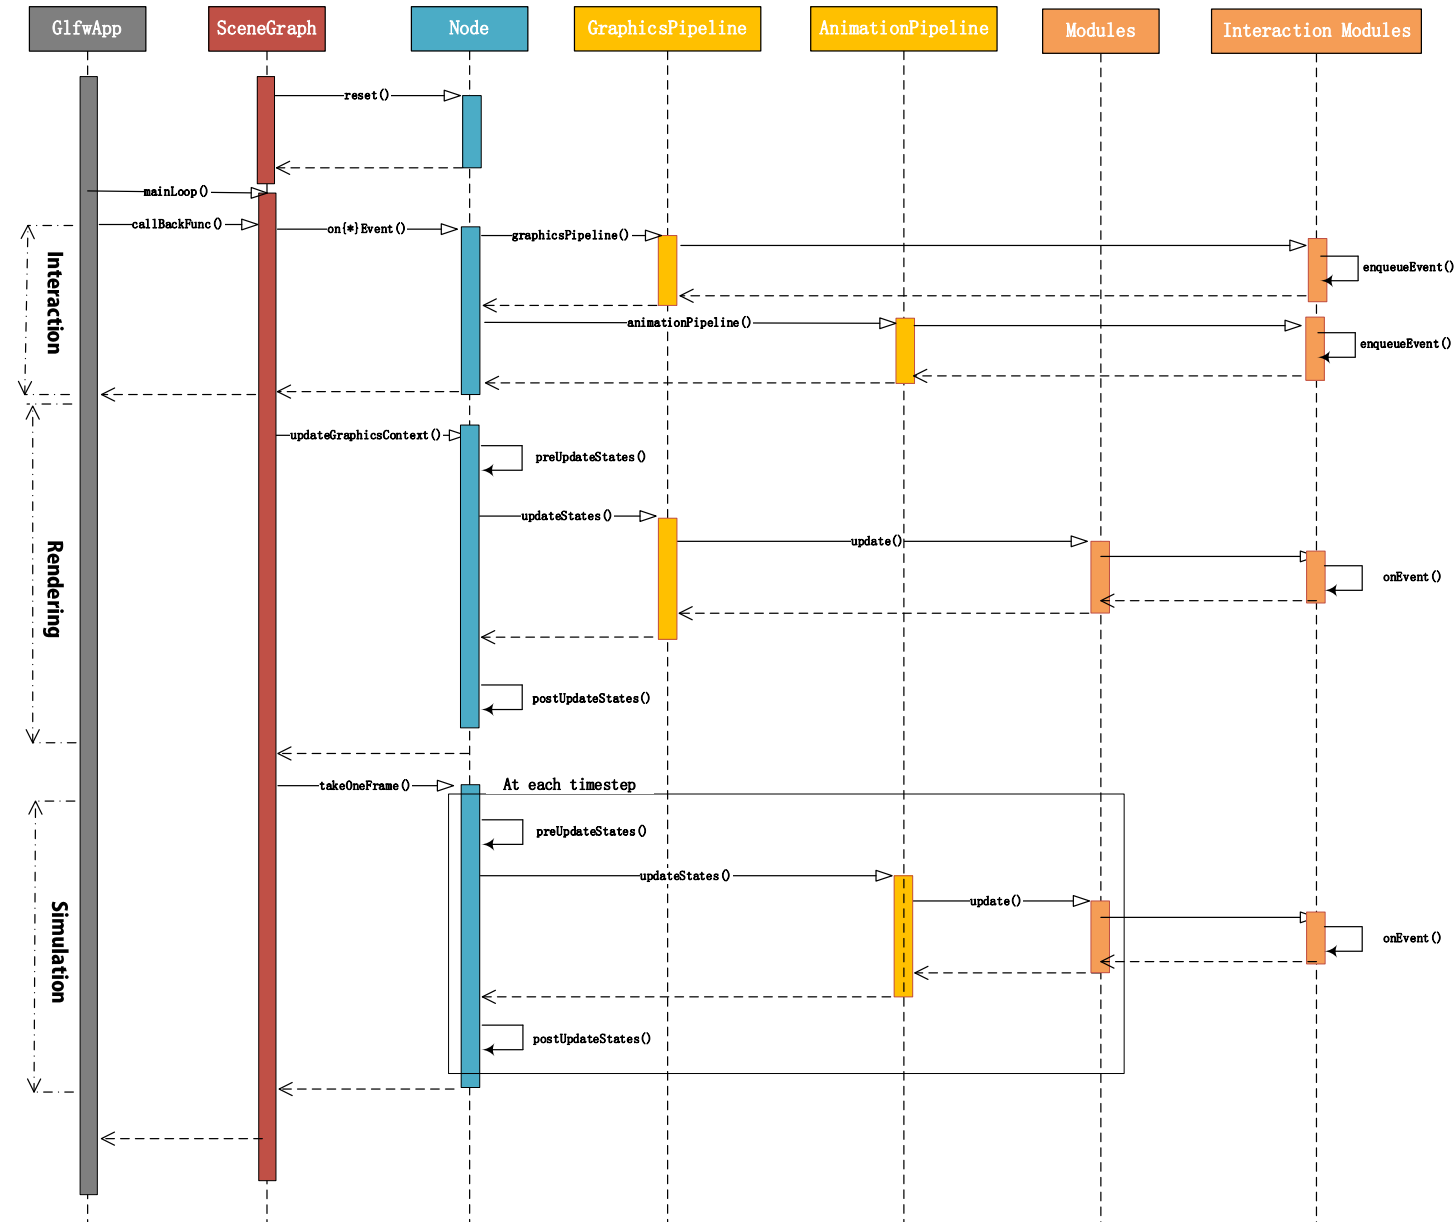 GlfwApp
SceneGraph
Node
GraphicsPipeline
AnimationPipeline
Modules
Interaction Modules
reset()
mainLoop()
callBackFunc()
on{*}Event()
graphicsPipeline()
enqueueEvent()
Interaction
animationPipeline()
enqueueEvent()
updateGraphicsContext()
preUpdateStates()
updateStates()
update()
onEvent()
Rendering
postUpdateStates()
takeOneFrame()
At each timestep
preUpdateStates()
updateStates()
update()
onEvent()
Simulation
postUpdateStates()